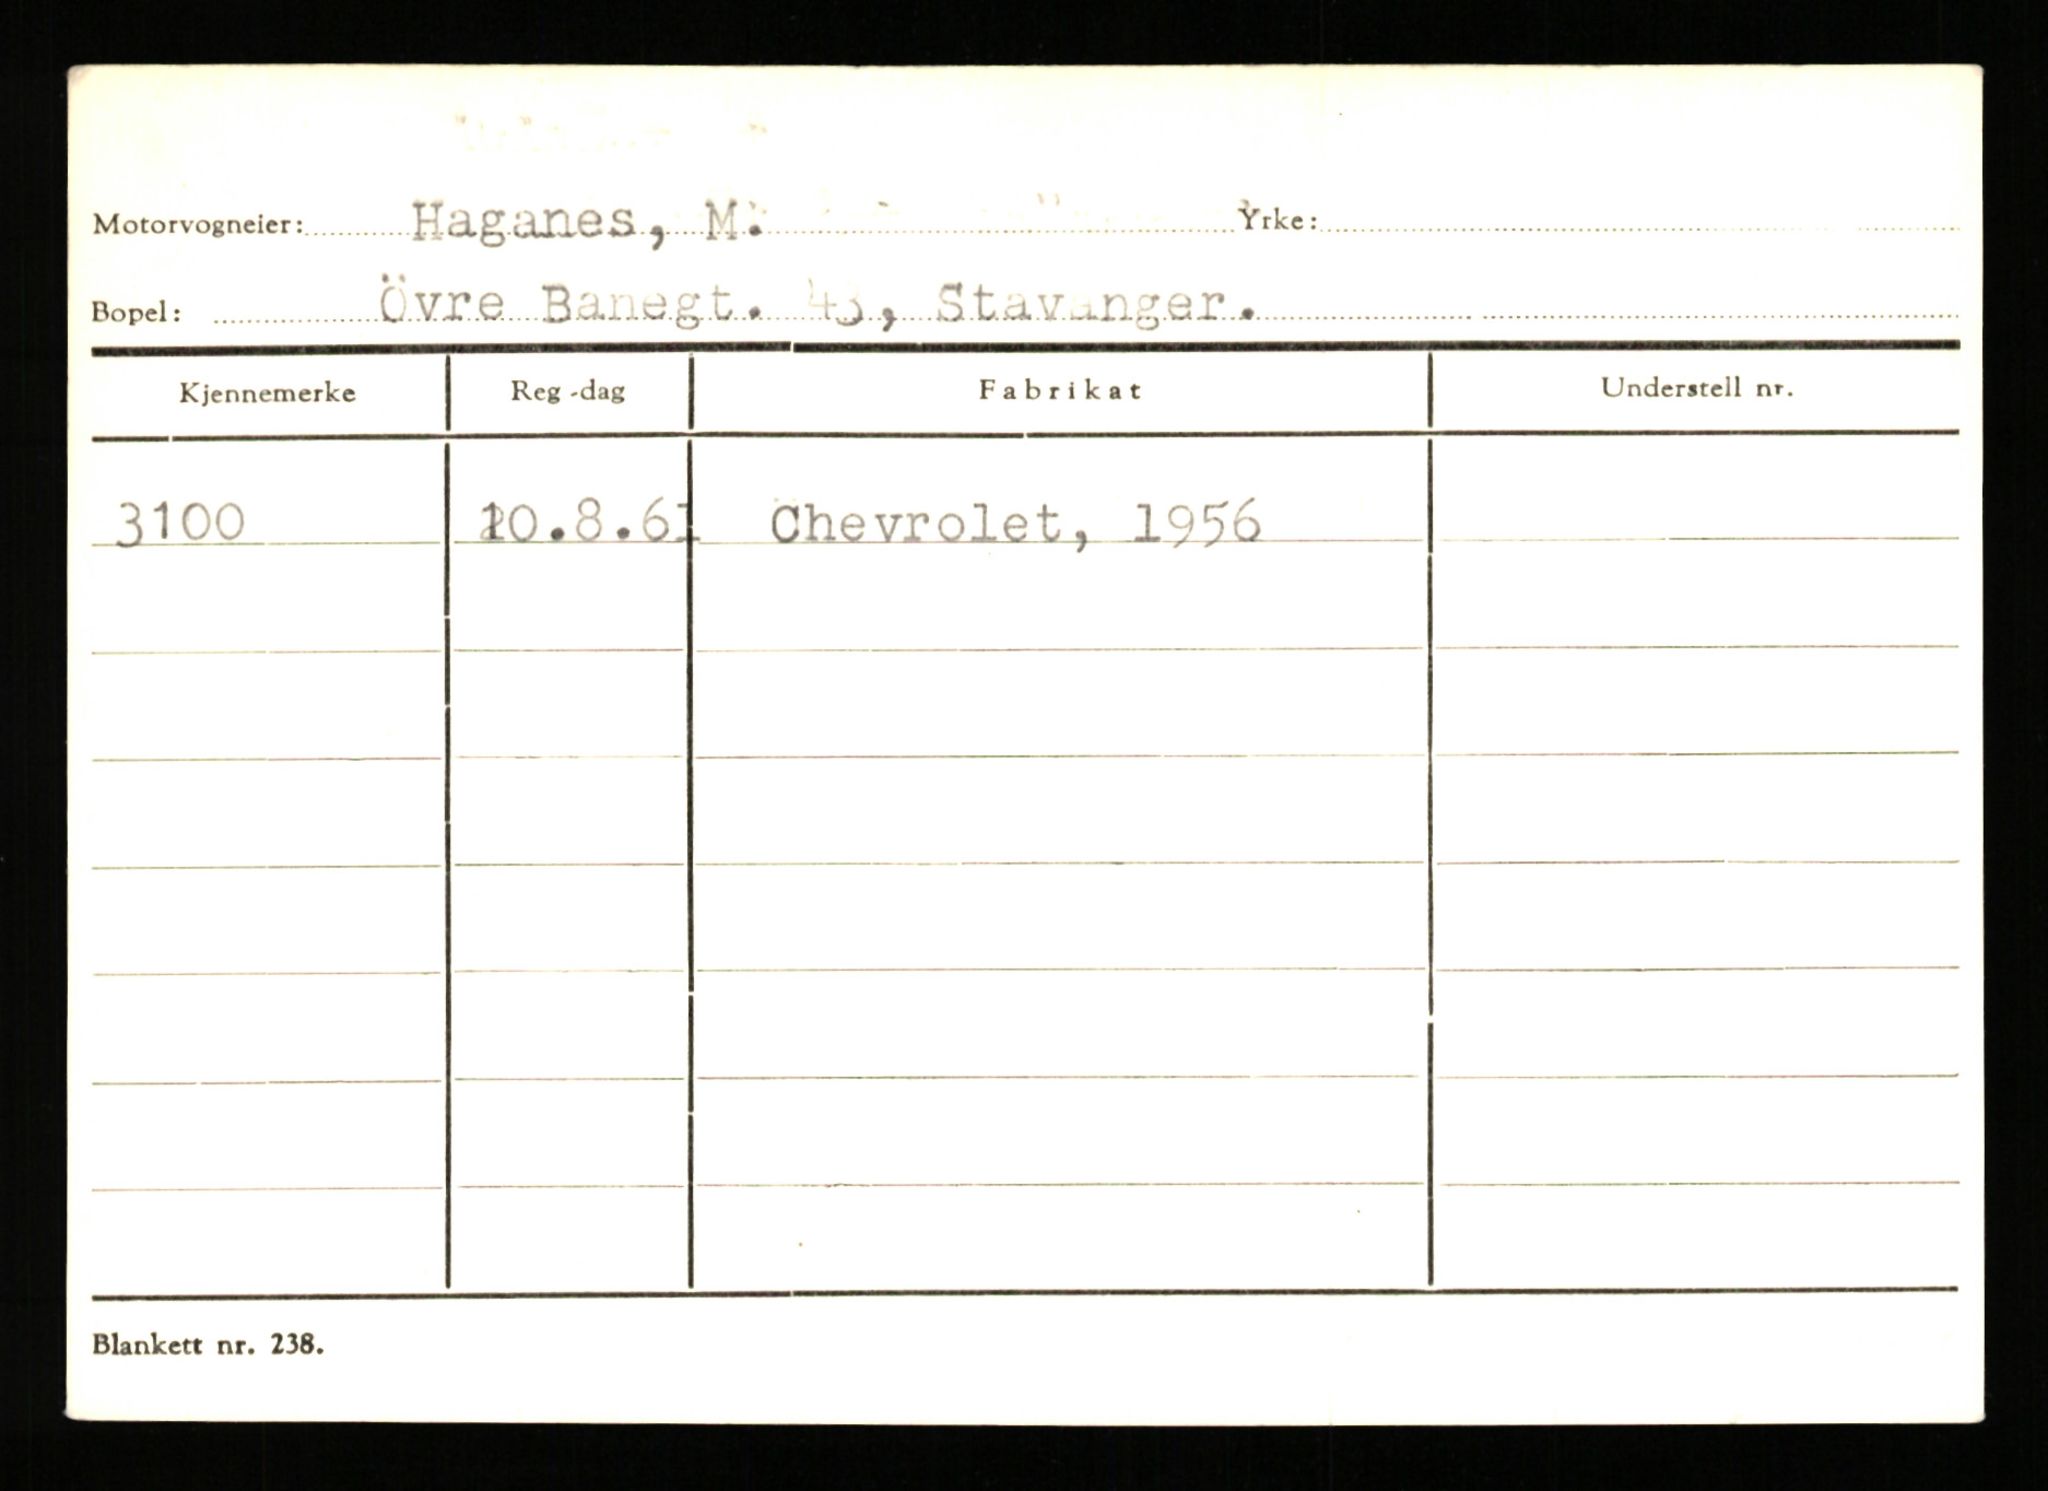 Motorvogneier: Haganes, M. Yrke:
Bopel: Övre Banegt. 43, Stavanger.
Kjennemerke Reg.-dag Fabrikat Understell nr.
3100 10.8.61 Chevrolet, 1956
Blankett nr. 238.